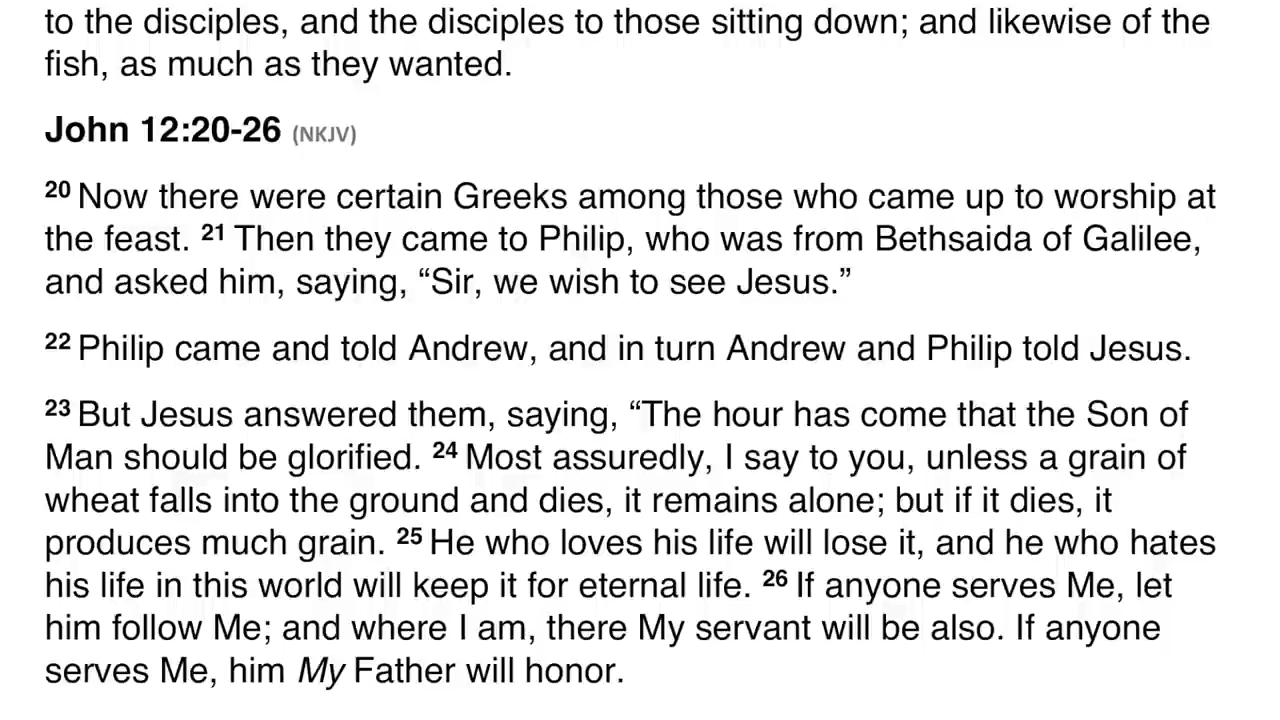 to the disciples, and the disciples to those sitting down; and likewise of the
fish, as much as they wanted.
John 12:20-26 (NKJV)
20 Now there were certain Greeks among those who came up to worship at
the feast. 21 Then they came to Philip, who was from Bethsaida of Galilee,
and asked him, saying, “Sir, we wish to see Jesus.”
22 Philip came and told Andrew, and in turn Andrew and Philip told Jesus.
23 But Jesus answered them, saying, “The hour has come that the Son of
Man should be glorified. 24 Most assuredly, I say to you, unless a grain of
wheat falls into the ground and dies, it remains alone; but if it dies, it
produces much grain. 25 He who loves his life will lose it, and he who hates
his life in this world will keep it for eternal life. 26 If anyone serves Me, let
him follow Me; and where I am, there My servant will be also. If anyone
serves Me, him My Father will honor.